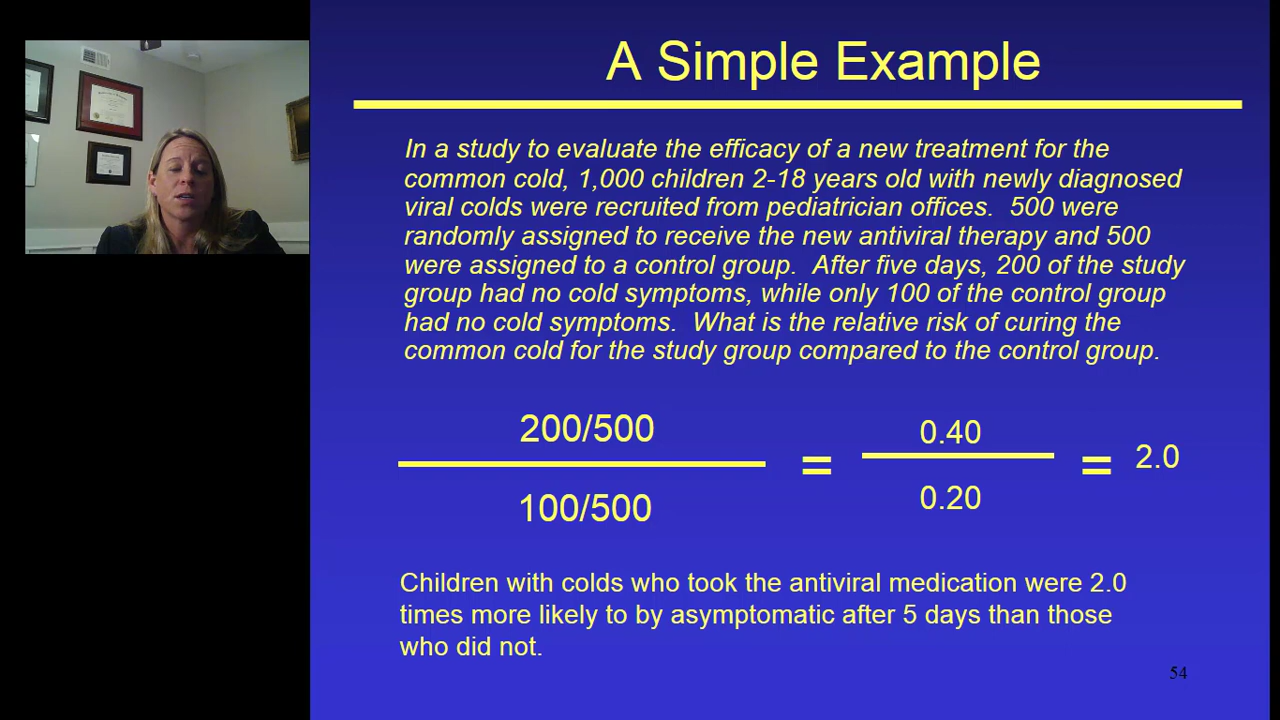 A Simple Example
In a study to evaluate the efficacy of a new treatment for the
common cold, 1,000 children 2-18 years old with newly diagnosed
viral colds were recruited from pediatrician offices.  500 were
randomly assigned to receive the new antiviral therapy and 500
were assigned to a control group.  After five days, 200 of the study
group had no cold symptoms, while only 100 of the control group
had no cold symptoms.  What is the relative risk of curing the
common cold for the study group compared to the control group.
200/500
100/500
=
0.40
0.20
=
2.0
Children with colds who took the antiviral medication were 2.0
times more likely to by asymptomatic after 5 days than those
who did not.
54